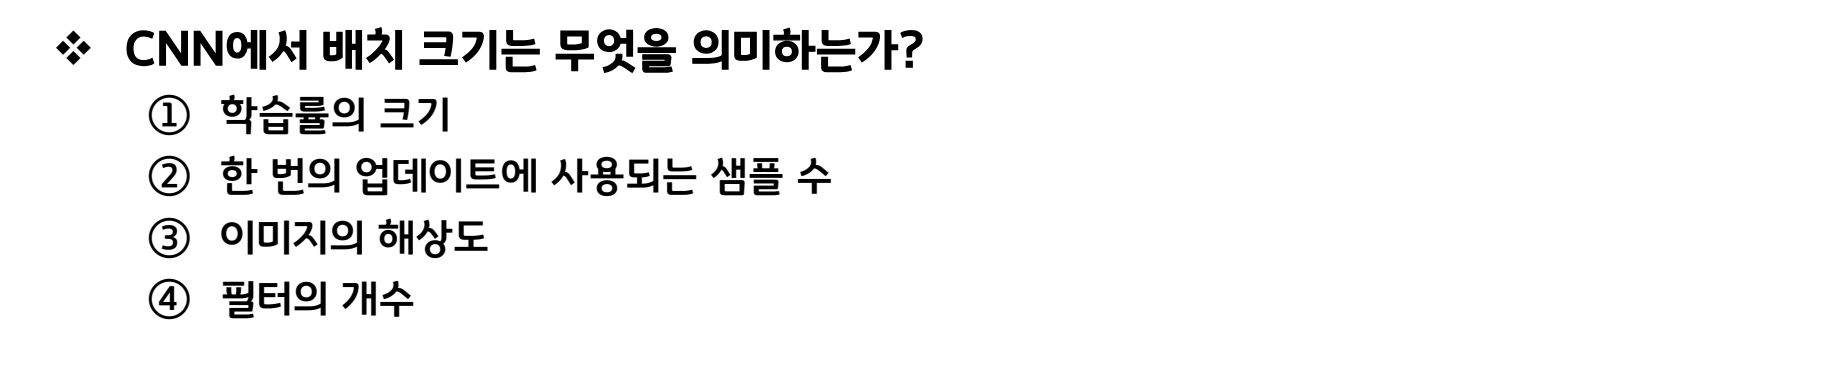 ❖ CNN에서 배치 크기는 무엇을 의미하는가?
① 학습률의 크기
② 한 번의 업데이트에 사용되는 샘플 수
③ 이미지의 해상도
④ 필터의 개수